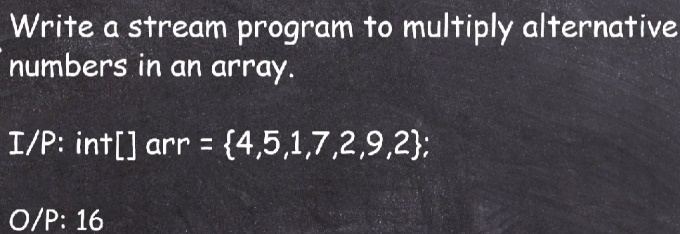 Write a stream program to multiply alternative
numbers in an array.
I/P: int[] arr = {4,5,1,7,2,9,2};
O/P: 16